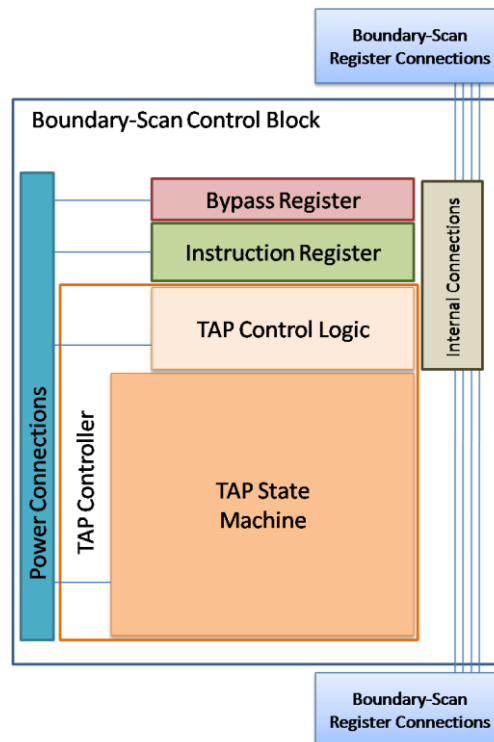 Boundary-Scan
Register Connections
Boundary-Scan Control Block
Bypass Register
Instruction Register
TAP Control Logic
TAP State
Machine
TAP Controller
Power Connections
Internal Connections
Boundary-Scan
Register Connections